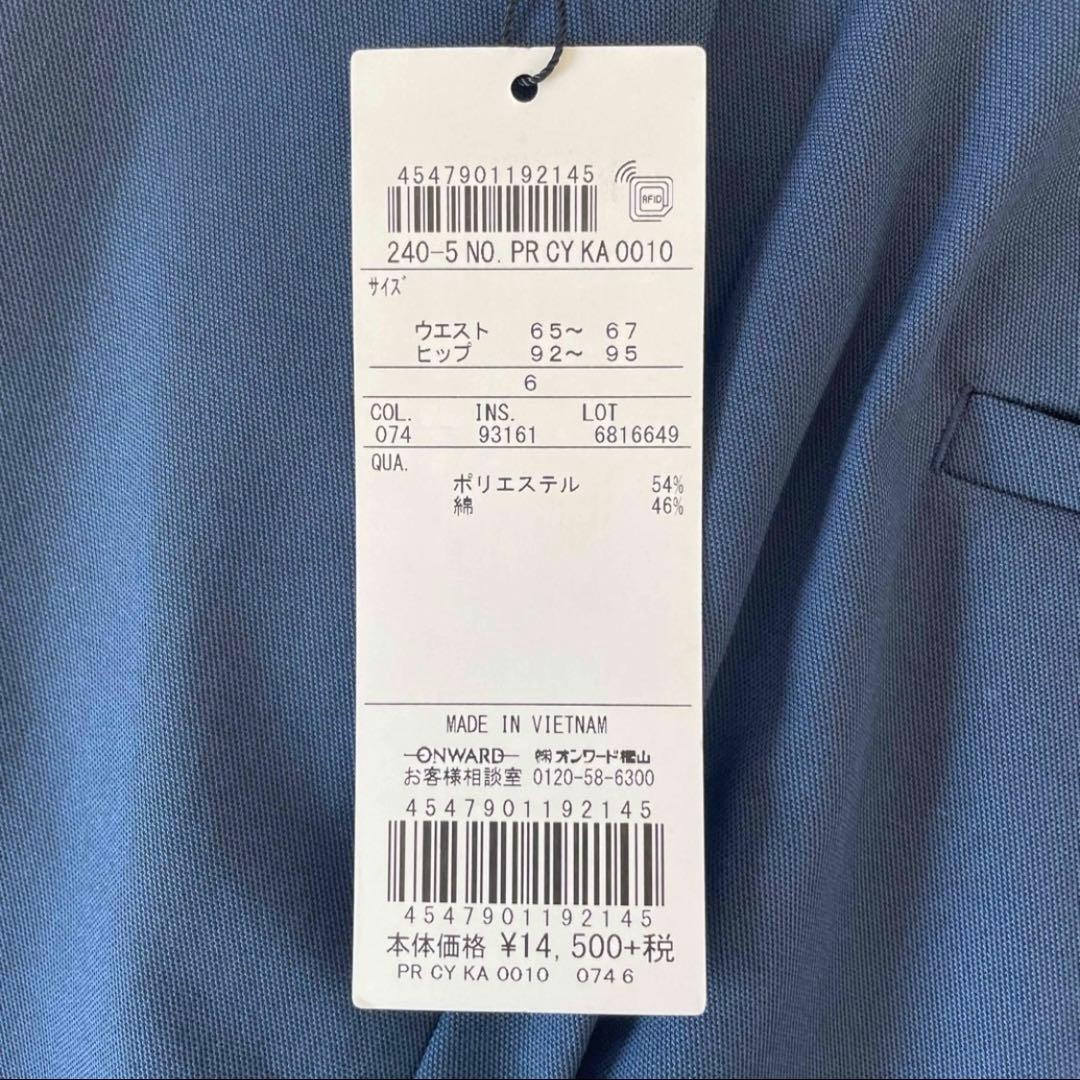 4547901192145
RFID
240-5 NO. PR CY KA 0010
サイズ
ウエスト 65〜 67
ヒップ 92〜 95
6
COL. INS. LOT
074 93161 6816649
QUA.
ポリエステル 54%
綿 46%
MADE IN VIETNAM
ONWARD ㈱オンワード樫山
お客様相談室 0120-58-6300
4547901192145
4547901192145
本体価格 ¥14,500+税
PR CY KA 0010 074 6